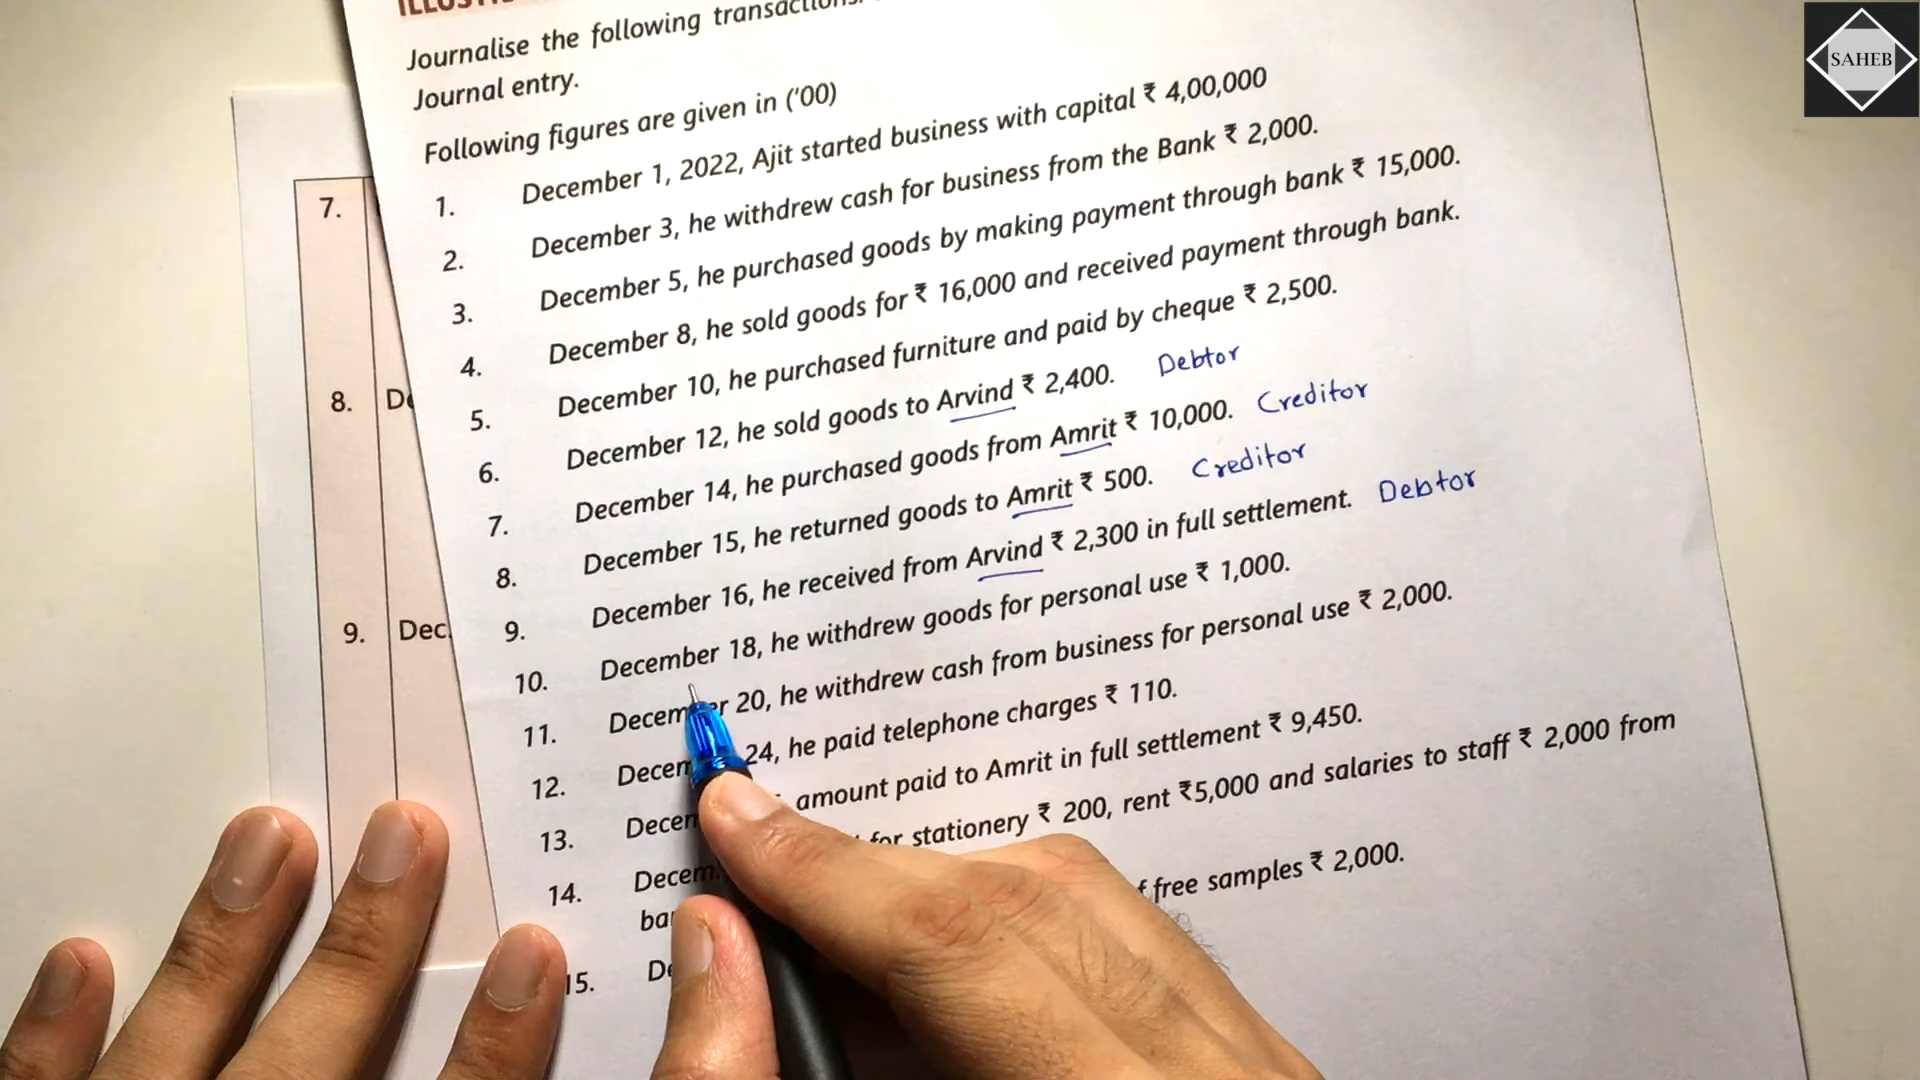 Journalise the following
Journal entry.
Following figures are given in ('00)
1. December 1, 2022, Ajit started business with capital ₹ 4,00,000
2. December 3, he withdrew cash for business from the Bank ₹ 2,000.
3. December 5, he purchased goods by making payment through bank ₹ 15,000.
4. December 8, he sold goods for ₹ 16,000 and received payment through bank.
5. December 10, he purchased furniture and paid by cheque ₹ 2,500.
6. December 12, he sold goods to Arvind ₹ 2,400. Debtor
7. December 14, he purchased goods from Amrit ₹ 10,000. Creditor
8. December 15, he returned goods to Amrit ₹ 500. Creditor
9. December 16, he received from Arvind ₹ 2,300 in full settlement. Debtor
10. December 18, he withdrew goods for personal use ₹ 1,000.
11. 20, he withdrew cash from business for personal use ₹ 2,000.
12. 24, he paid telephone charges ₹ 110.
13. amount paid to Amrit in full settlement ₹ 9,450.
14. for stationery ₹ 200, rent ₹5,000 and salaries to staff ₹ 2,000 from
15. free samples ₹ 2,000.
7.
8.
9. Dec.
SAHEB